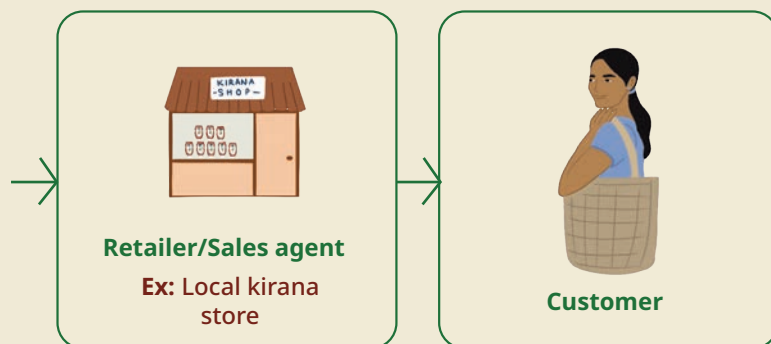 KIRANA
-SHOP-
Retailer/Sales agent
Ex: Local kirana
store
Customer